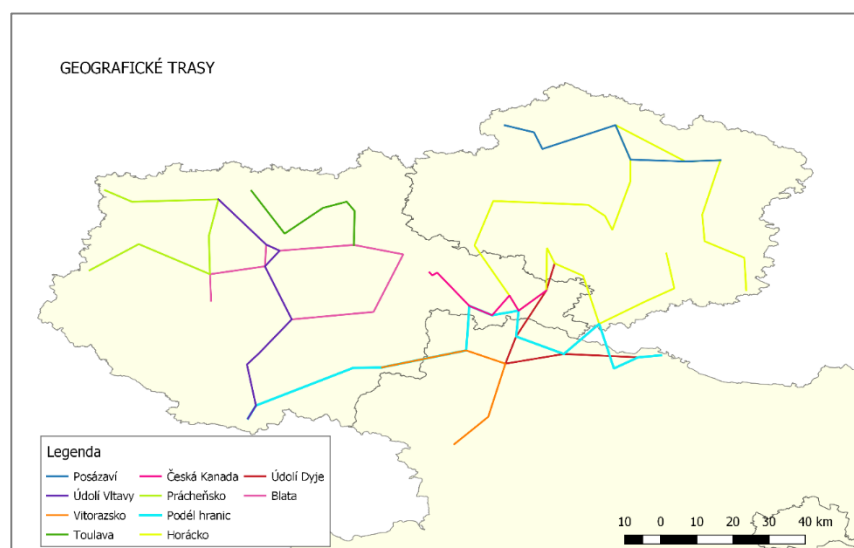 GEOGRAFICKÉ TRASY
Legenda
Posázaví
Česká Kanada
Údolí Dyje
Údolí Vltavy
Prácheňsko
Blata
Vitorazsko
Podél hranic
Toulava
Horácko
10 0 10 20 30 40 km